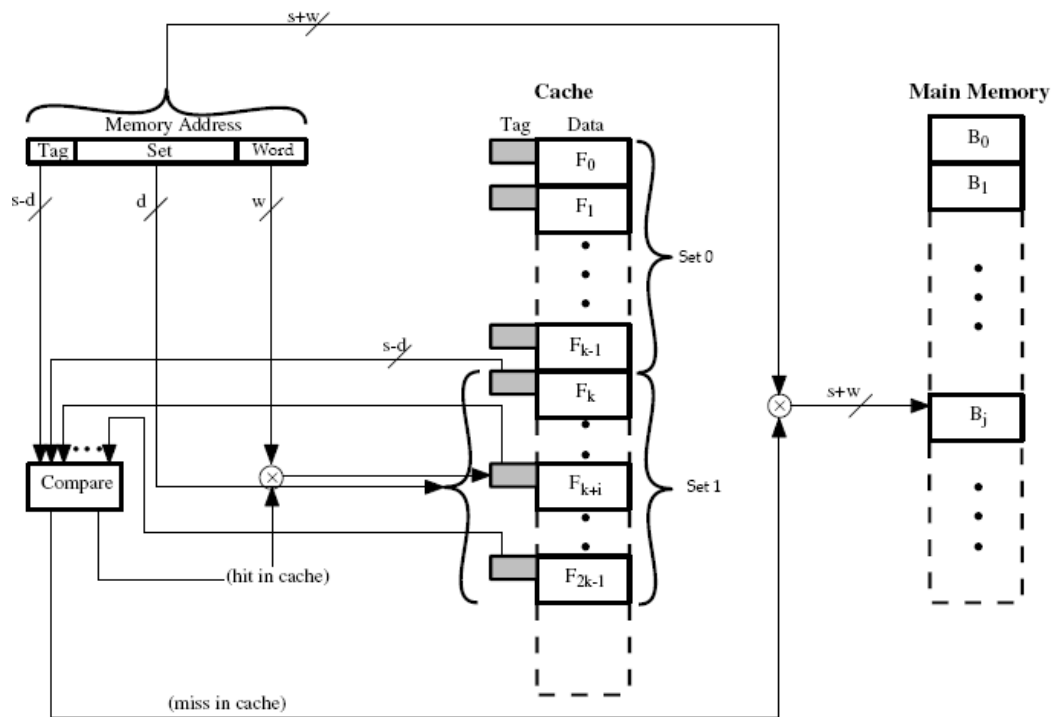 s+w
Cache
Main Memory
Memory Address
Tag Data
Tag Set Word
F0
B0
B1
s-d d w
F1
Set 0
s-d
Fk-1
Fk
s+w
Bj
Compare
Fk+i
Set 1
(hit in cache)
F2k-1
(miss in cache)